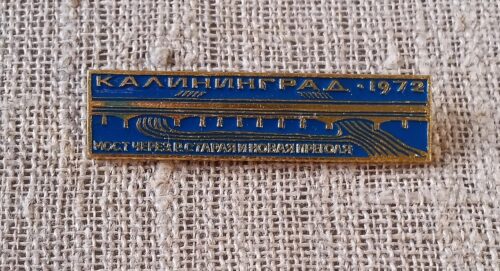 КАЛИНИНГРАД · 1972
МОСТ ЧЕРЕЗ Р. СТАРАЯ И НОВАЯ ПРЕГОЛЯ